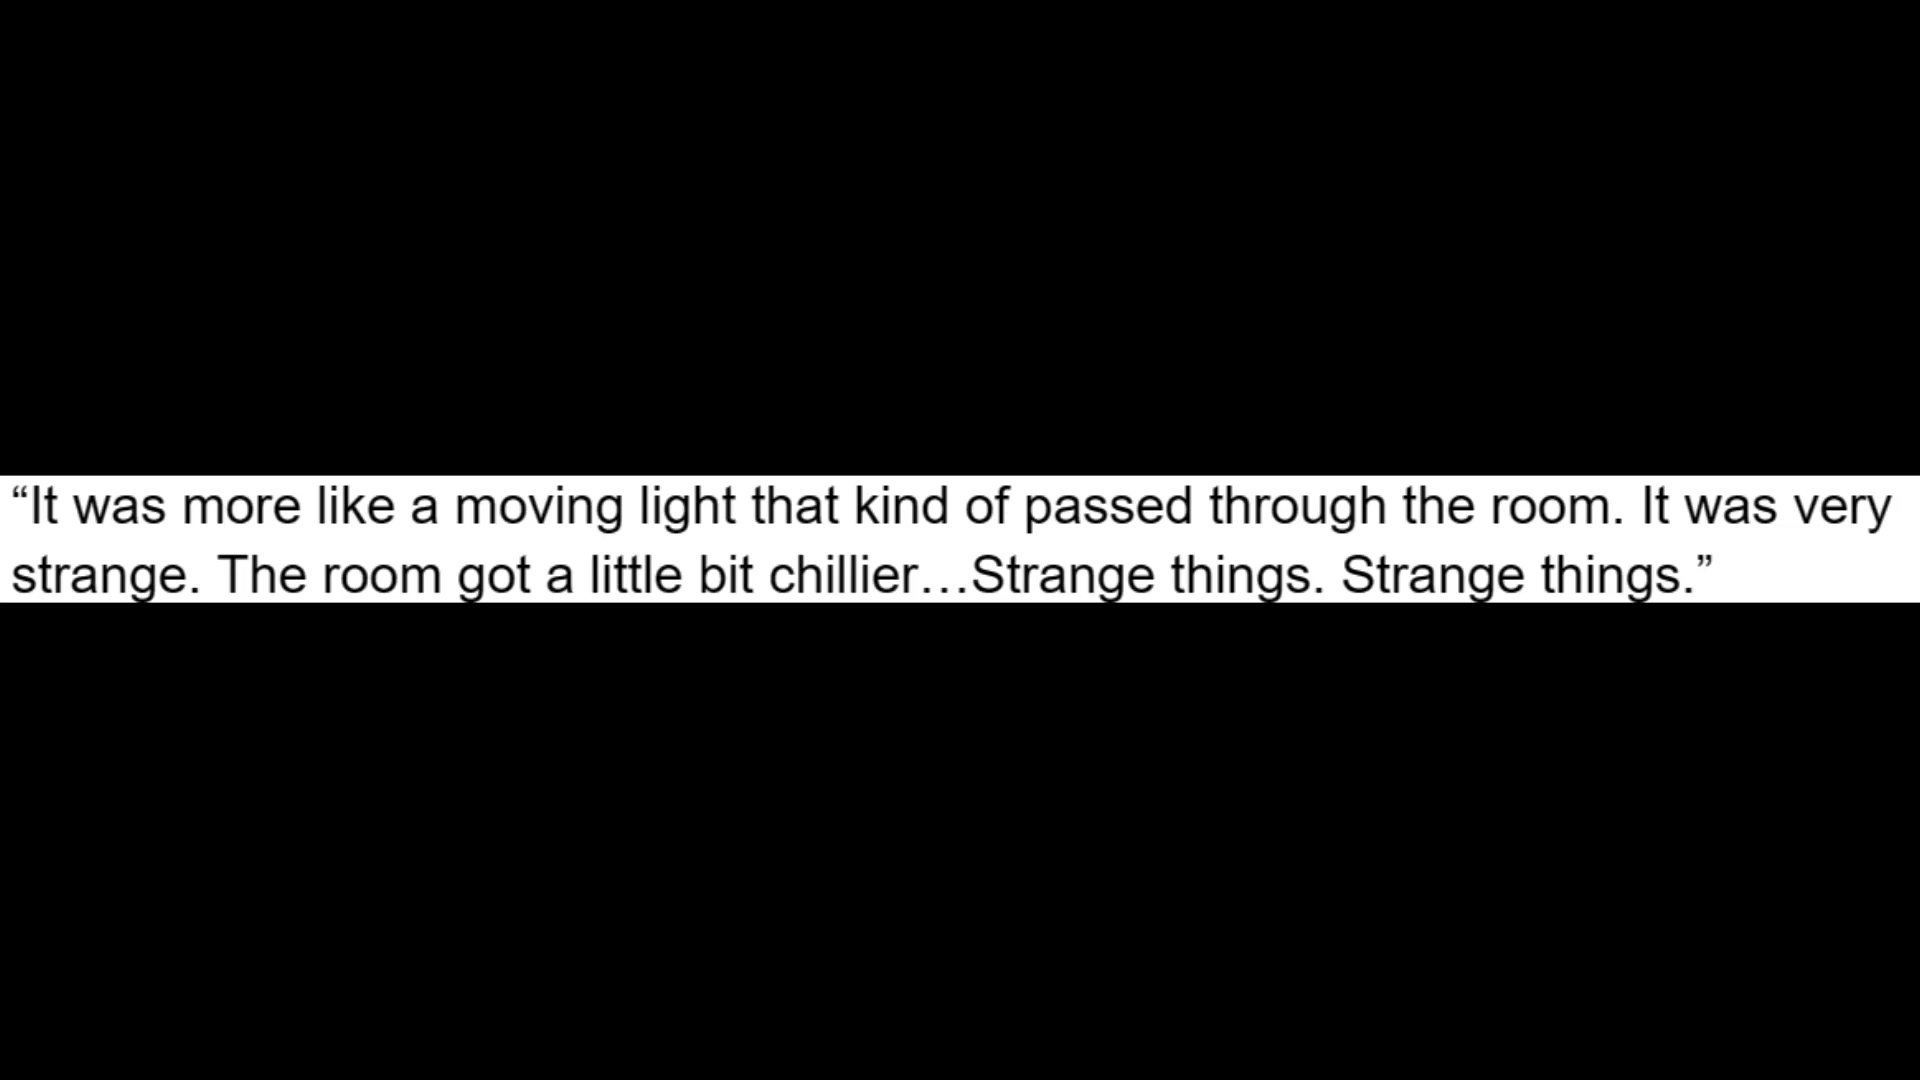 “It was more like a moving light that kind of passed through the room. It was very
strange. The room got a little bit chillier…Strange things. Strange things.”